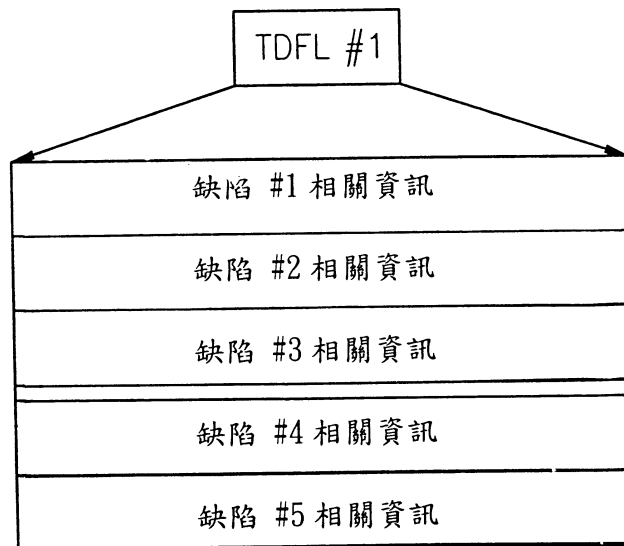 TDFL #1
缺陷 #1 相關資訊
缺陷 #2 相關資訊
缺陷 #3 相關資訊
缺陷 #4 相關資訊
缺陷 #5 相關資訊